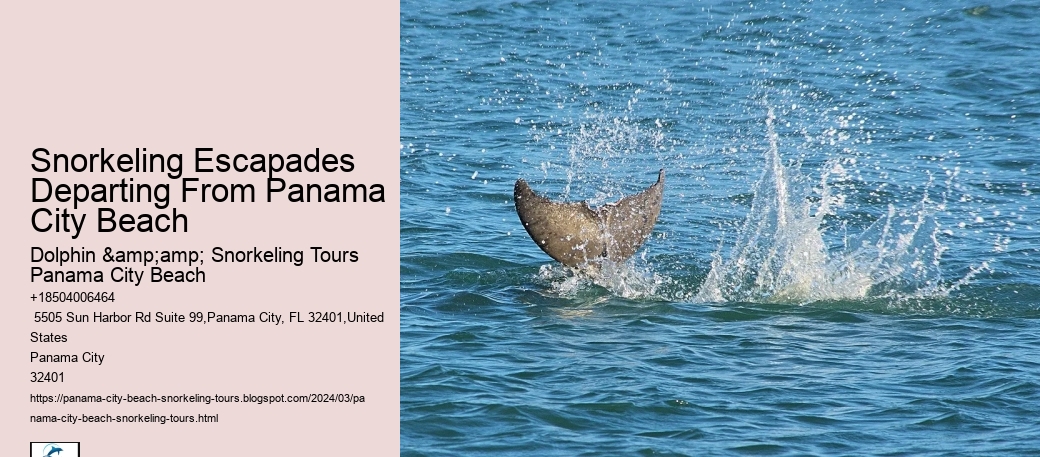 Snorkeling Escapades
Departing From Panama
City Beach
Dolphin &amp;amp; Snorkeling Tours
Panama City Beach
+18504006464
5505 Sun Harbor Rd Suite 99,Panama City, FL 32401,United
States
Panama City
32401
https://panama-city-beach-snorkeling-tours.blogspot.com/2024/03/pa
nama-city-beach-snorkeling-tours.html